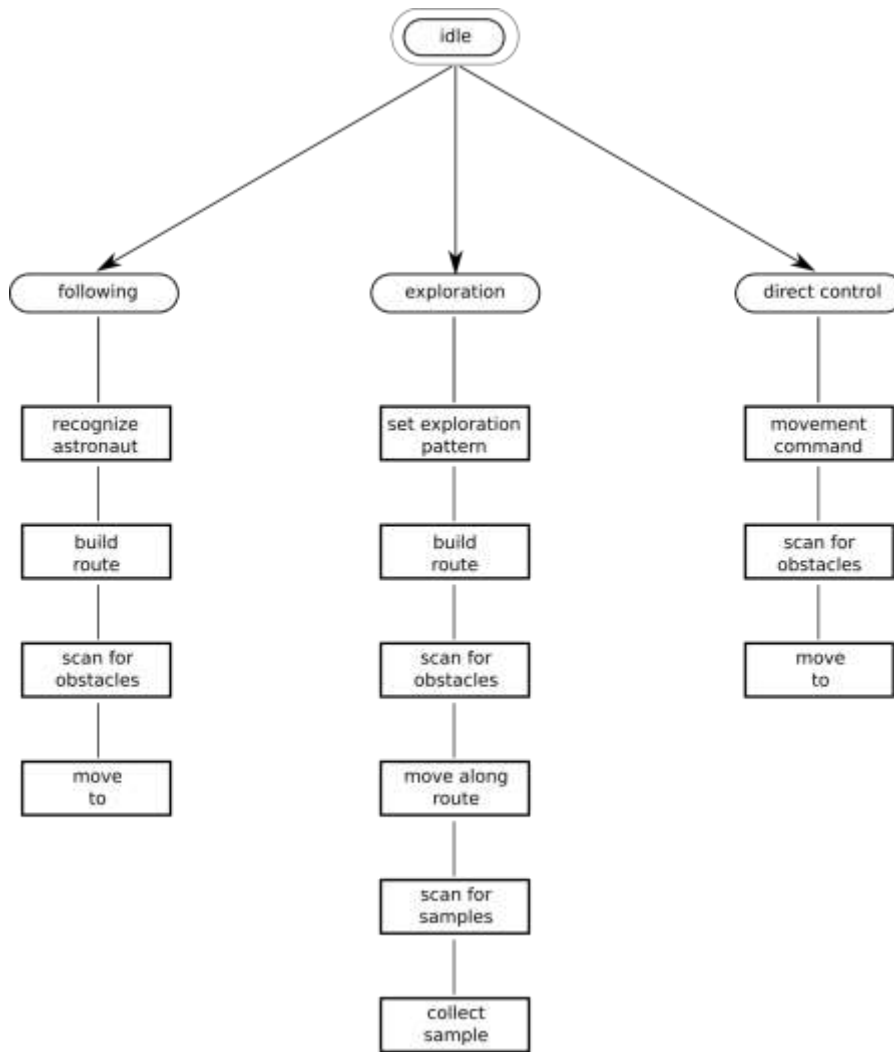 idle
following
exploration
direct control
recognize
astronaut
set exploration
pattern
movement
command
build
route
build
route
scan for
obstacles
scan for
obstacles
scan for
obstacles
move
to
move
to
move along
route
scan for
samples
collect
sample